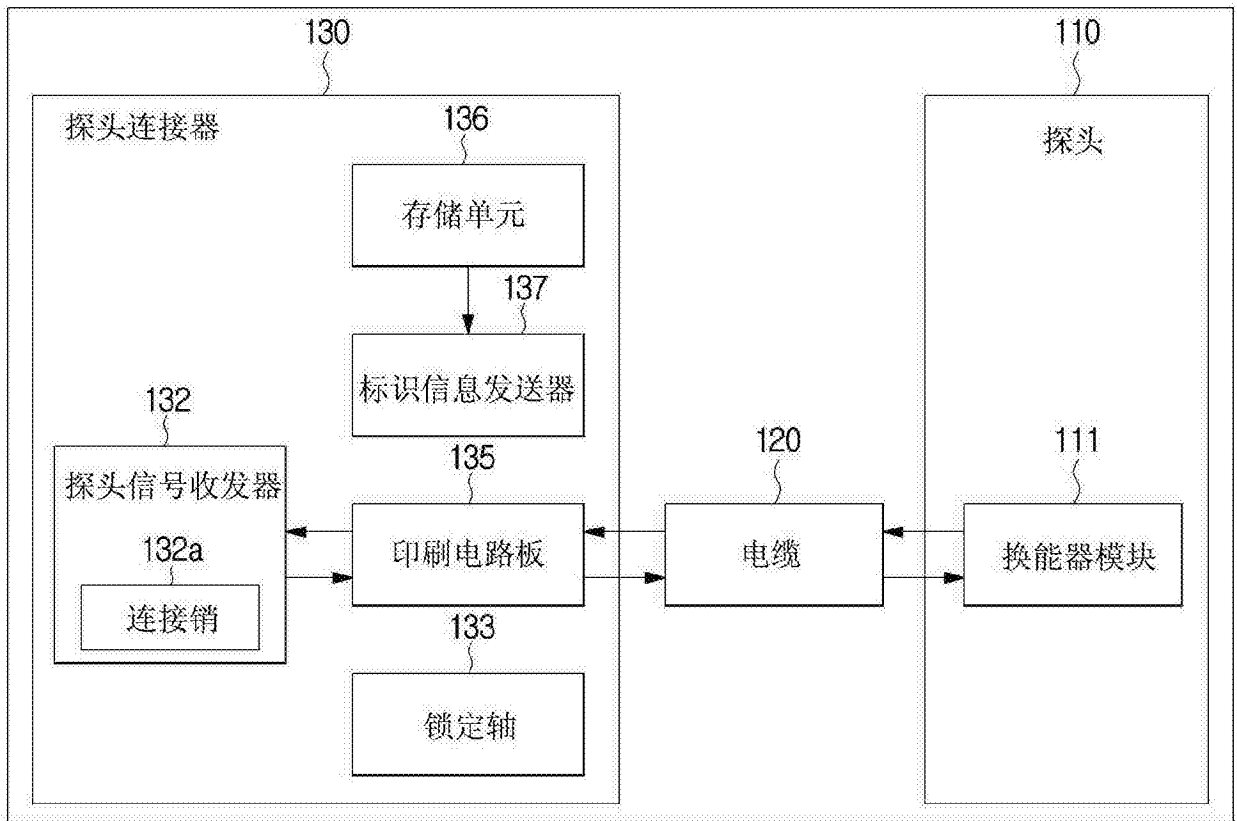 130
110
探头连接器
136
探头
存储单元
137
标识信息发送器
132
135
120
111
探头信号收发器
印刷电路板
电缆
换能器模块
132a
连接销
133
锁定轴